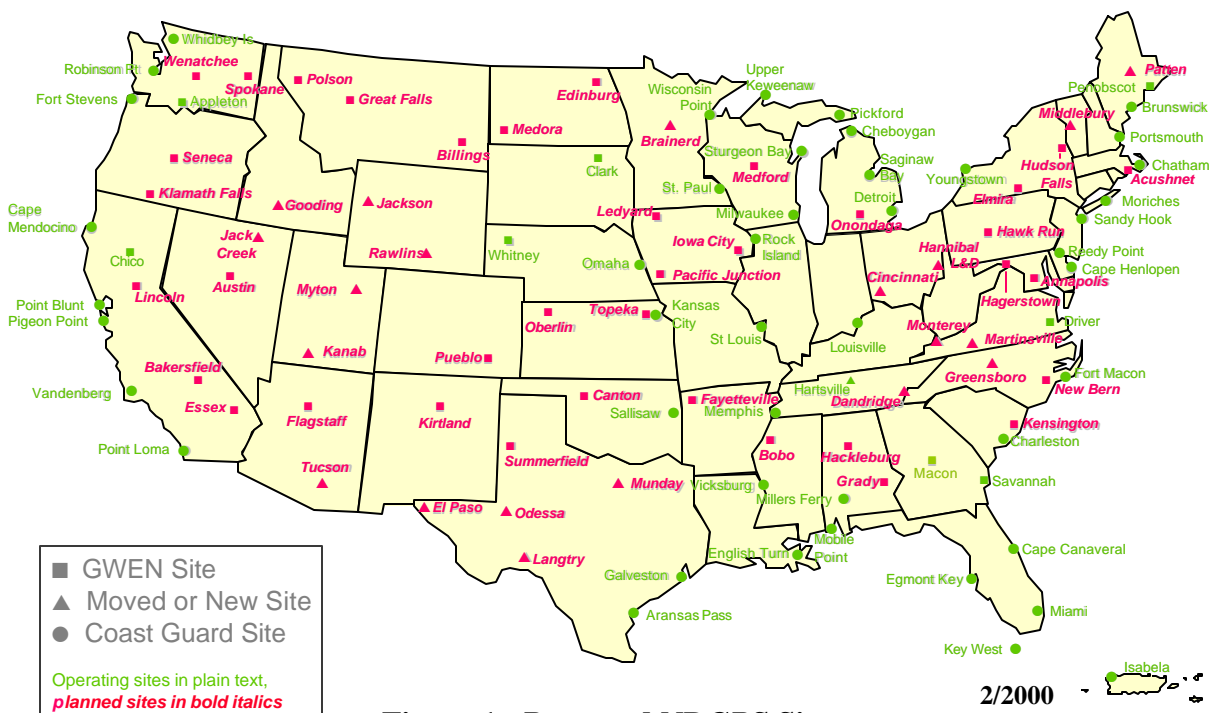 Whidbey Is
Robinson Pt
Wenatchee
Spokane
Fort Stevens
Appleton
Polson
Great Falls
Billings
Seneca
Klamath Falls
Gooding
Jackson
Rawlins
Cape
Mendocino
Chico
Lincoln
Jack
Creek
Austin
Myton
Kanab
Point Blunt
Pigeon Point
Bakersfield
Vandenberg
Essex
Point Loma
Flagstaff
Tucson
Kirtland
Pueblo
Edinburg
Medora
Clark
Whitney
Omaha
Oberlin
Topeka
Kansas
City
Canton
Sallisaw
Summerfield
Munday
El Paso
Odessa
Langtry
Galveston
Aransas Pass
Wisconsin
Point
Upper
Keweenaw
Brainerd
St. Paul
Sturgeon Bay
Medford
Milwaukee
Ledyard
Iowa City
Rock
Island
Pacific Junction
St Louis
Fayetteville
Memphis
Bobo
Vicksburg
English Turn
Pickford
Cheboygan
Saginaw
Bay
Detroit
Onondaga
Cincinnati
Louisville
Hartsville
Dandridge
Hackleburg
Grady
Millers Ferry
Mobile
Point
Macon
Savannah
Charleston
Kensington
Youngstown
Elmira
Hudson
Falls
Middlebury
Patten
Penobscot
Brunswick
Portsmouth
Chatham
Acushnet
Moriches
Sandy Hook
Hawk Run
Hannibal
L&D
Reedy Point
Cape Henlopen
Annapolis
Hagerstown
Driver
Monterey
Martinsville
Greensboro
Fort Macon
New Bern
Cape Canaveral
Egmont Key
Miami
Key West
Isabela
GWEN Site
Moved or New Site
Coast Guard Site
Operating sites in plain text,
planned sites in bold italics
2/2000